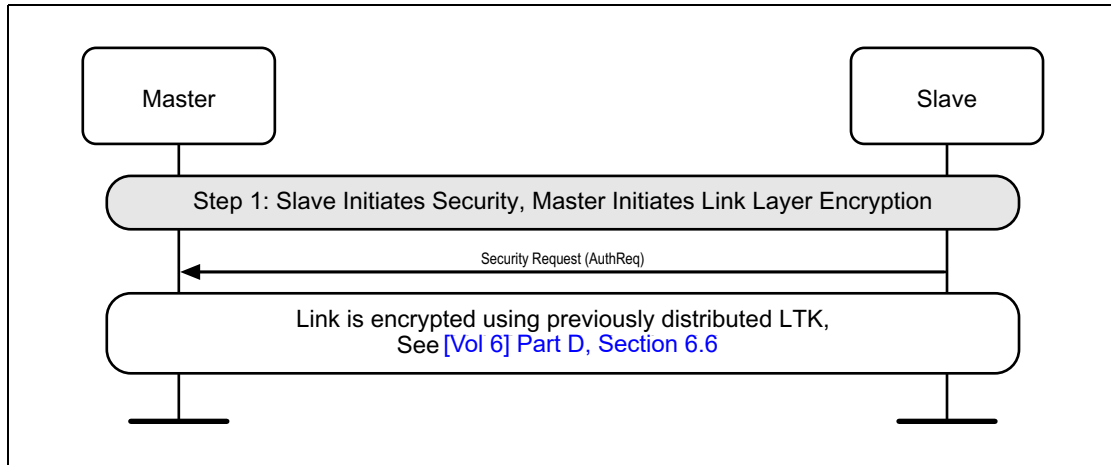 Master
Slave
Step 1: Slave Initiates Security, Master Initiates Link Layer Encryption
Security Request (AuthReq)
Link is encrypted using previously distributed LTK,
See [Vol 6] Part D, Section 6.6